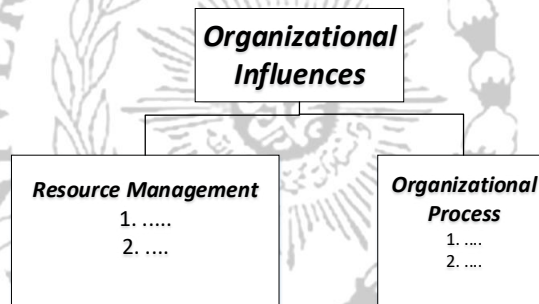 Organizational
Influences
Resource Management
1. .....
2. ....
Organizational
Process
1. ....
2. ....